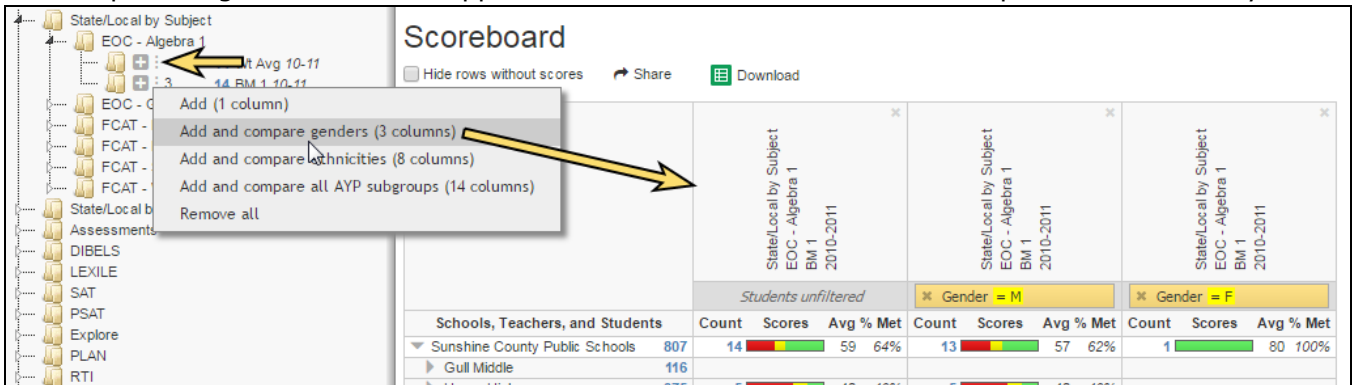 State/Local by Subject
EOC - Algebra 1
Avg 10-11
3 14 BM 1 10-11
EOC -
FCAT -
FCAT -
FCAT -
FCAT -
State/Local b
Assessments
DIBELS
LEXILE
SAT
PSAT
Explore
PLAN
RTI
Add (1 column)
Add and compare genders (3 columns)
Add and compare ethnicities (8 columns)
Add and compare all AYP subgroups (14 columns)
Remove all
Scoreboard
Hide rows without scores Share Download
State/Local by Subject
EOC - Algebra 1
BM 1
2010-2011
State/Local by Subject
EOC - Algebra 1
BM 1
2010-2011
State/Local by Subject
EOC - Algebra 1
BM 1
2010-2011
Students unfiltered Gender = M Gender = F
Schools, Teachers, and Students Count Scores Avg % Met Count Scores Avg % Met Count Scores Avg % Met
Sunshine County Public Schools 807 14 59 64% 13 57 62% 1 80 100%
Gull Middle 116